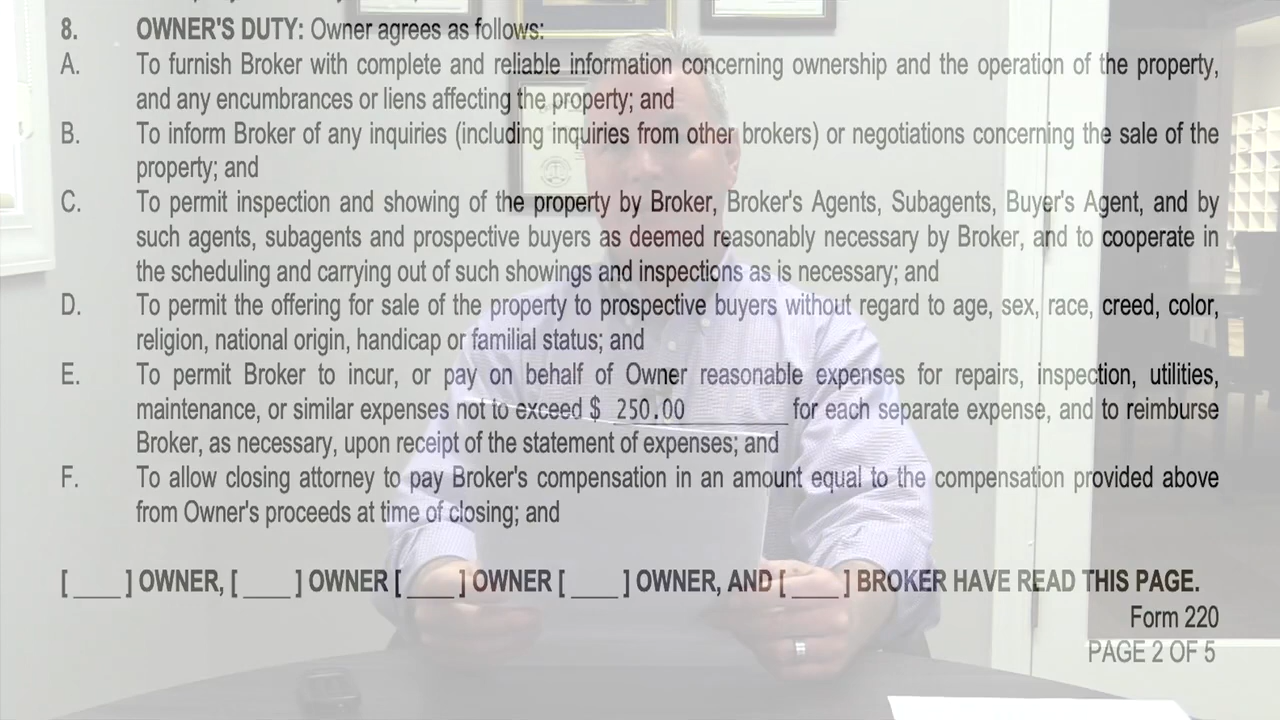 8. OWNER'S DUTY: Owner agrees as follows:
A. To furnish Broker with complete and reliable information concerning ownership and the operation of the property,
and any encumbrances or liens affecting the property; and
B. To inform Broker of any inquiries (including inquiries from other brokers) or negotiations concerning the sale of the
property; and
C. To permit inspection and showing of the property by Broker, Broker's Agents, Subagents, Buyer's Agent, and by
such agents, subagents and prospective buyers as deemed reasonably necessary by Broker, and to cooperate in
the scheduling and carrying out of such showings and inspections as is necessary; and
D. To permit the offering for sale of the property to prospective buyers without regard to age, sex, race, creed, color,
religion, national origin, handicap or familial status; and
E. To permit Broker to incur, or pay on behalf of Owner reasonable expenses for repairs, inspection, utilities,
maintenance, or similar expenses not to exceed $ 250.00 for each separate expense, and to reimburse
Broker, as necessary, upon receipt of the statement of expenses; and
F. To allow closing attorney to pay Broker's compensation in an amount equal to the compensation provided above
from Owner's proceeds at time of closing; and
[ ____ ] OWNER, [ ____ ] OWNER [ ____ ] OWNER [ ____ ] OWNER, AND [ ____ ] BROKER HAVE READ THIS PAGE.
Form 220
PAGE 2 OF 5